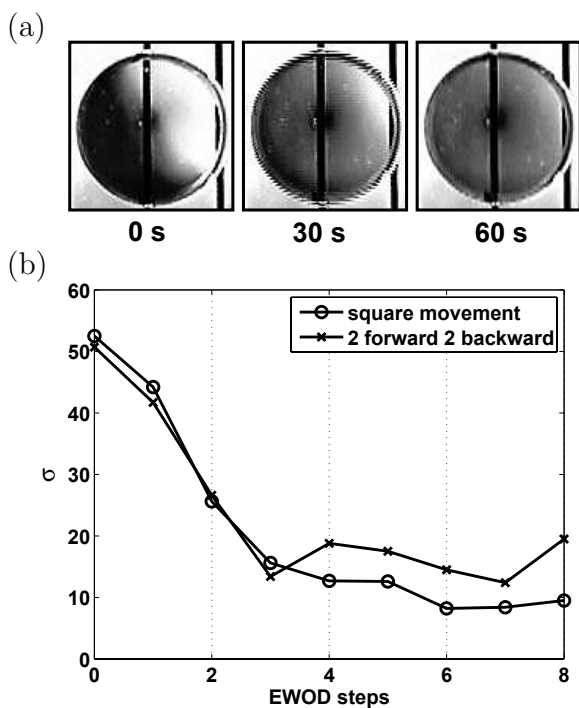 (a)
0 s 30 s 60 s
(b)
60
50
40
30
20
10
0
σ
square movement
2 forward 2 backward
0 2 4 6 8
EWOD steps